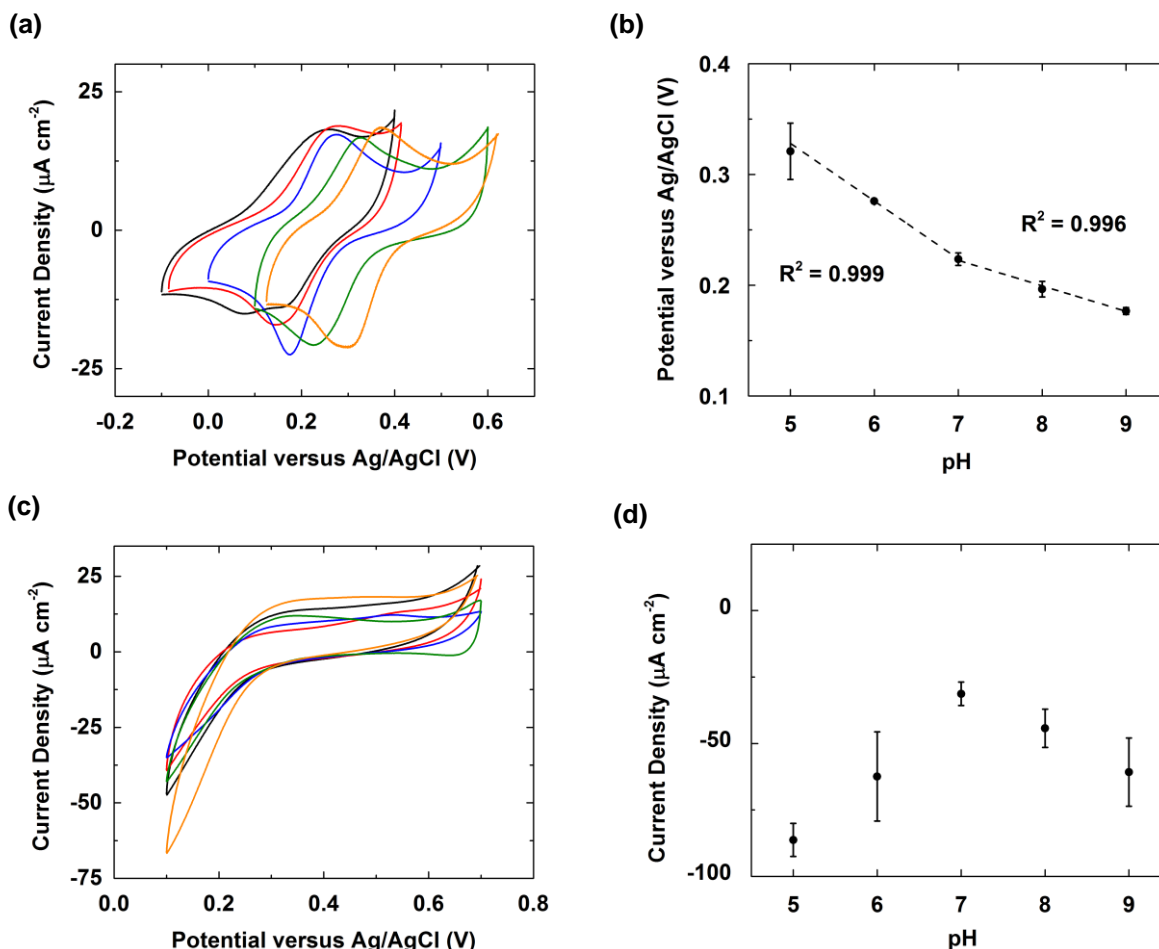 (a)
Current Density (μA cm⁻²)
25
0
-25
-0.2 0.0 0.2 0.4 0.6
Potential versus Ag/AgCl (V)
(b)
Potential versus Ag/AgCl (V)
0.4
0.3
0.2
0.1
R² = 0.996
R² = 0.999
5 6 7 8 9
pH
(c)
Current Density (μA cm⁻²)
25
0
-25
-50
-75
0.0 0.2 0.4 0.6 0.8
Potential versus Ag/AgCl (V)
(d)
Current Density (μA cm⁻²)
0
-50
-100
5 6 7 8 9
pH